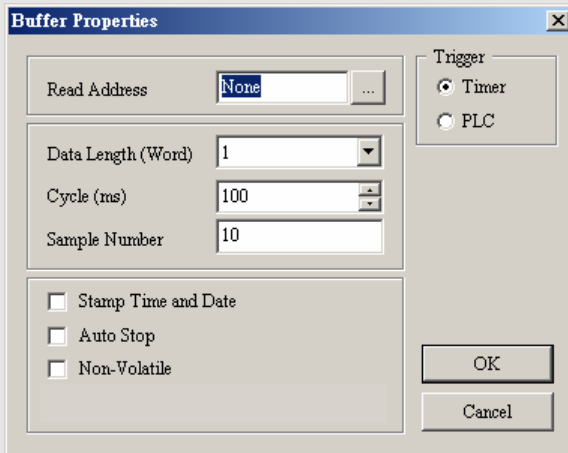 Buffer Properties
Read Address
None
...
Trigger
Timer
PLC
Data Length (Word)
1
Cycle (ms)
100
Sample Number
10
Stamp Time and Date
Auto Stop
Non-Volatile
OK
Cancel